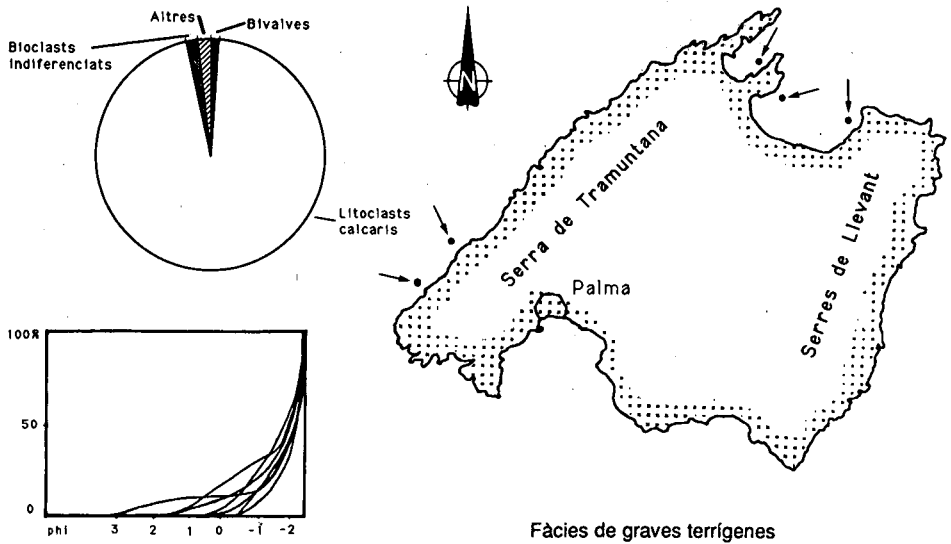 Altres
Bivalves
Bioclasts
Indiferenciats
Litoclasts
calcaris
N
Serra de Tramuntana
Serres de Llevant
Palma
100%
50
0
phi 3 2 1 0 -1 -2
Fàcies de graves terrígenes